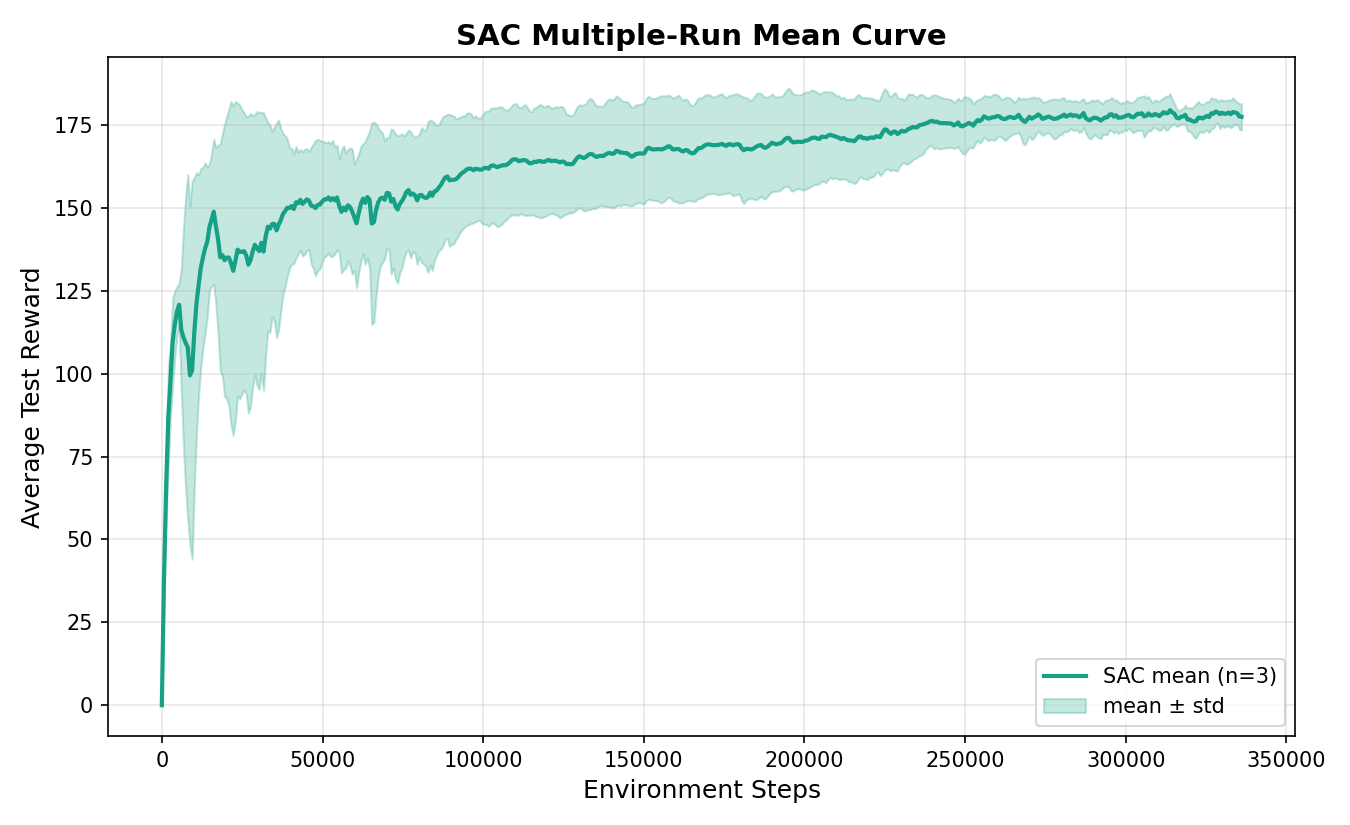 SAC Multiple-Run Mean Curve
Average Test Reward
175
150
125
100
75
50
25
0
SAC mean (n=3)
mean ± std
0 50000 100000 150000 200000 250000 300000 350000
Environment Steps